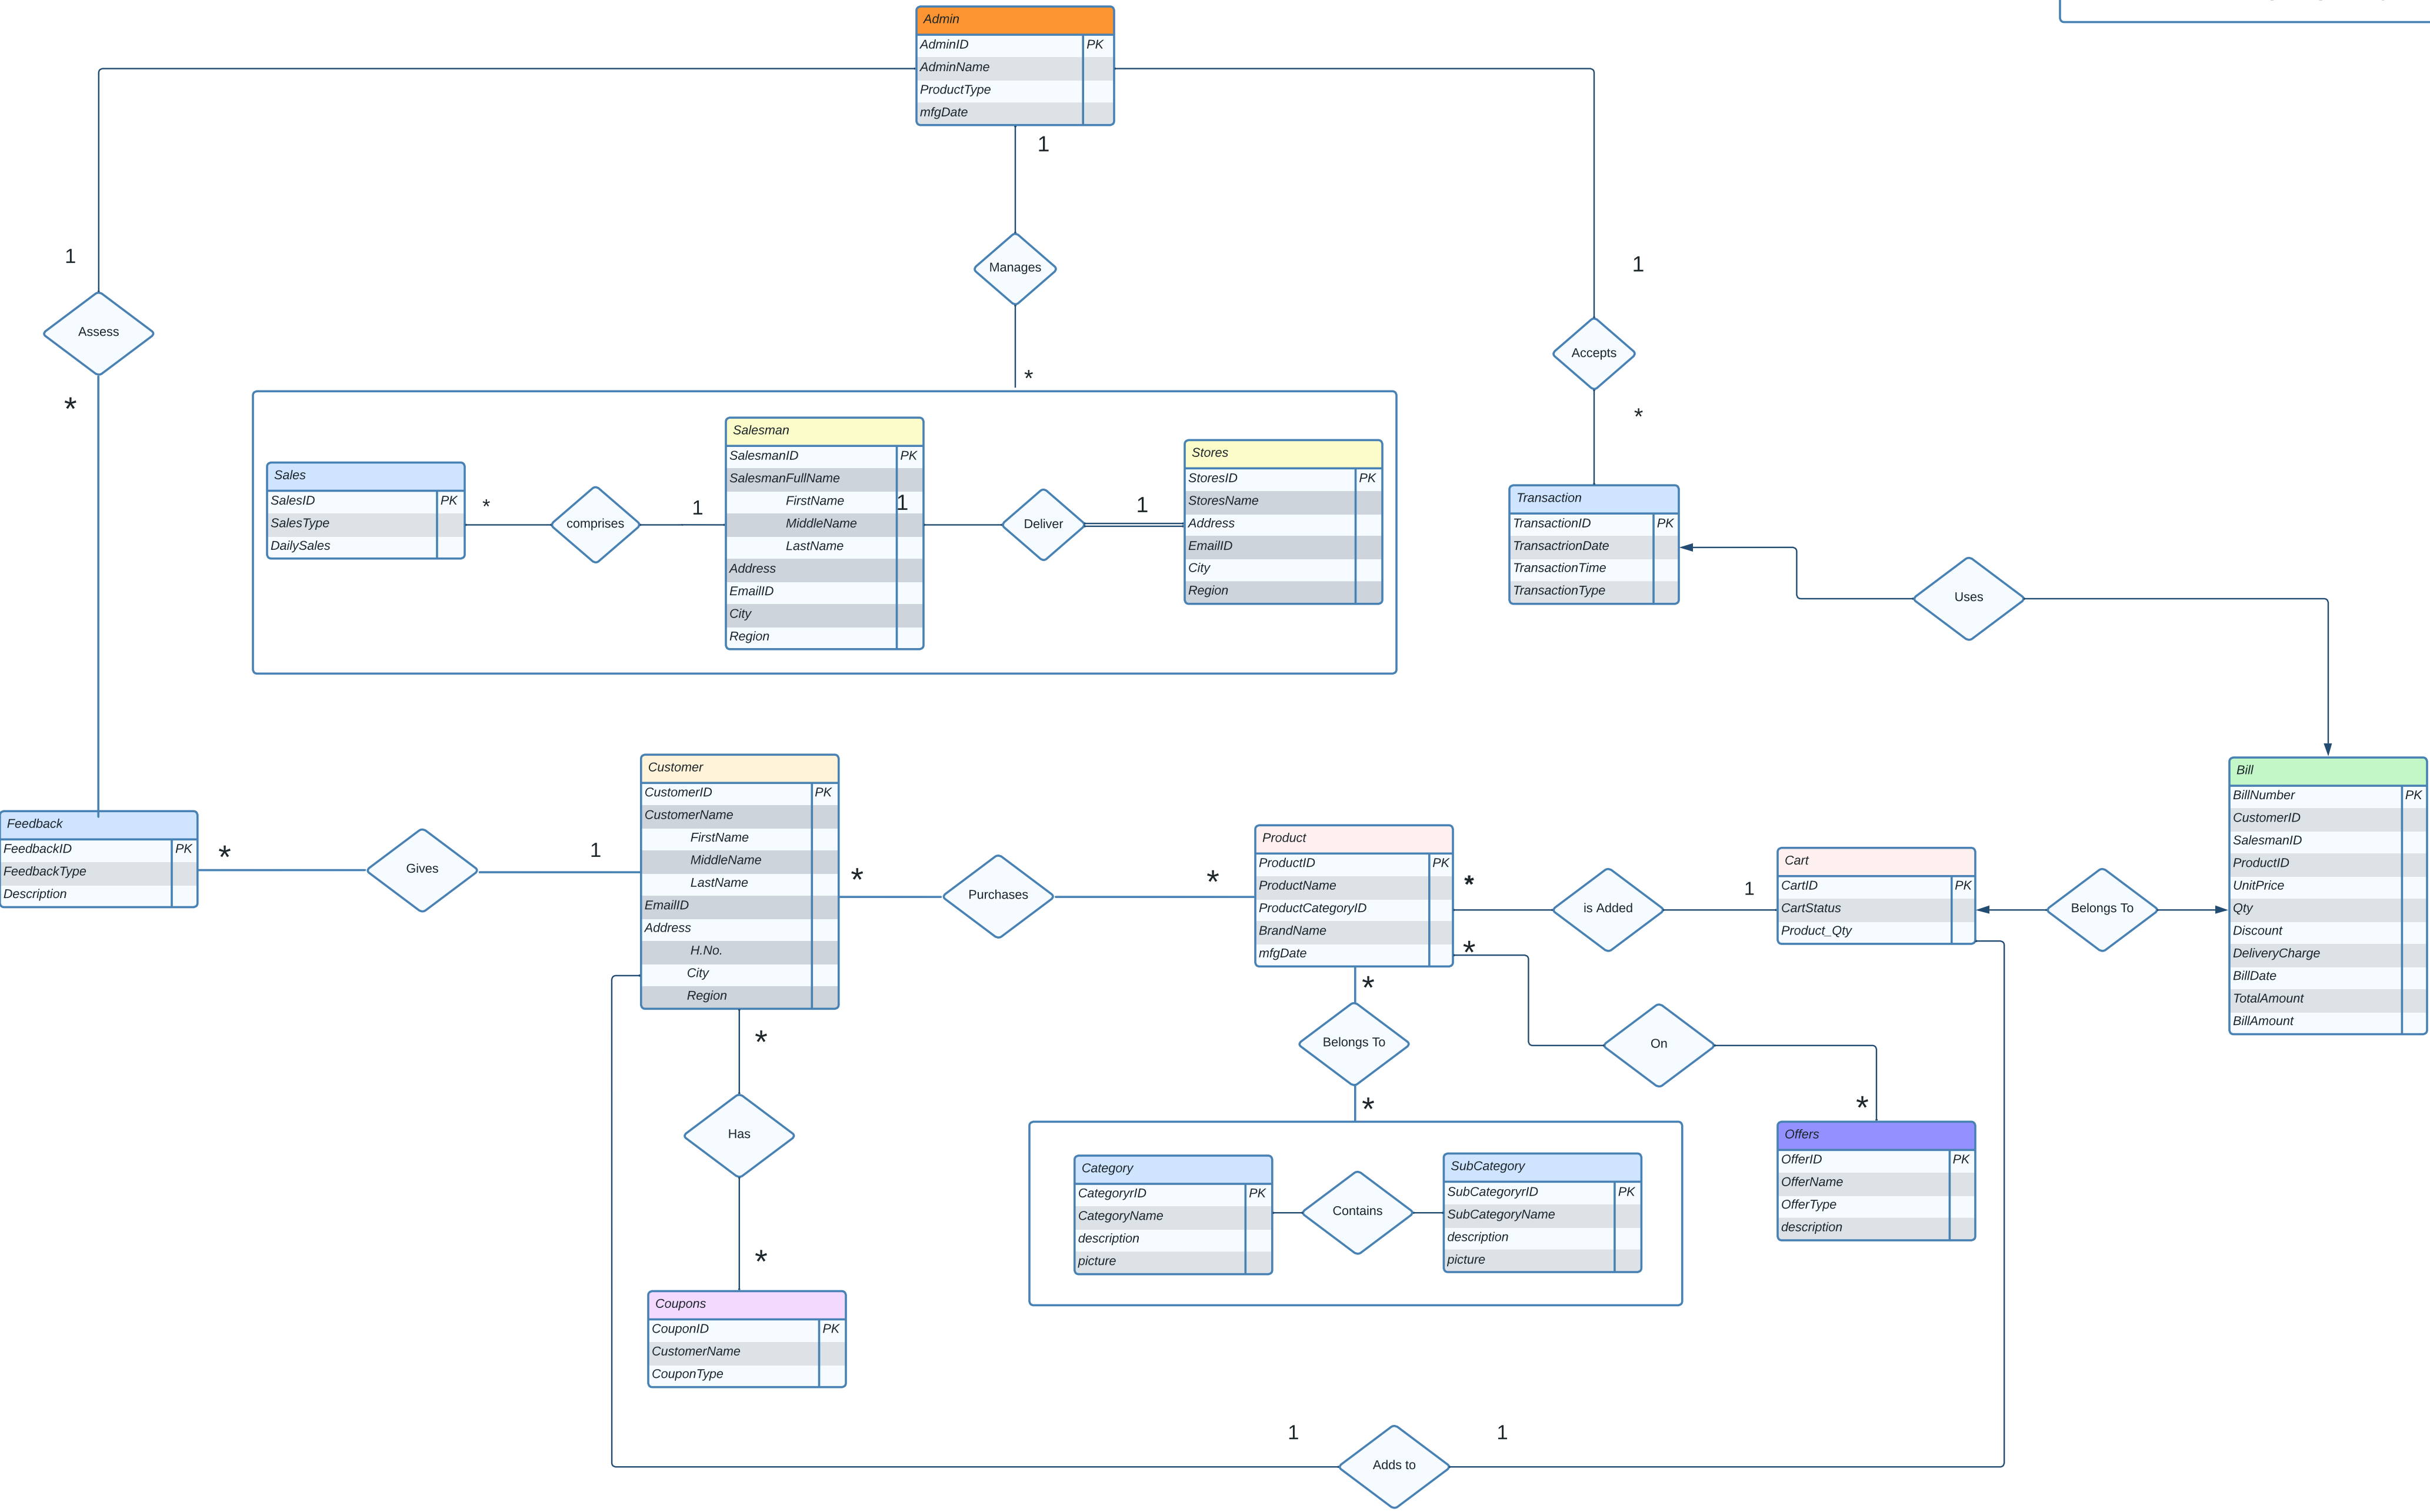 Admin
AdminID PK
AdminName
ProductType
mfgDate
1
1
Manages
1
Assess
Accepts
*
*
*
Salesman
SalesmanID PK
SalesmanFullName
FirstName
MiddleName
LastName
Address
EmailID
City
Region
Stores
StoresID PK
StoresName
Address
EmailID
City
Region
Sales
SalesID PK
SalesType
DailySales
*
comprises
1
1
Deliver
1
Transaction
TransactionID PK
TransactrionDate
TransactionTime
TransactionType
Uses
Customer
CustomerID PK
CustomerName
FirstName
MiddleName
LastName
EmailID
Address
H.No.
City
Region
Bill
BillNumber PK
CustomerID
SalesmanID
ProductID
UnitPrice
Qty
Discount
DeliveryCharge
BillDate
TotalAmount
BillAmount
Feedback
FeedbackID PK
FeedbackType
Description
*
Gives
1
*
Purchases
*
Product
ProductID PK
ProductName
ProductCategoryID
BrandName
mfgDate
*
is Added
1
Cart
CartID PK
CartStatus
Product_Qty
Belongs To
*
*
Belongs To
*
On
*
*
Has
*
Category
CategoryrID PK
CategoryName
description
picture
Contains
SubCategory
SubCategoryrID PK
SubCategoryName
description
picture
Offers
OfferID PK
OfferName
OfferType
description
Coupons
CouponID PK
CustomerName
CouponType
1
Adds to
1